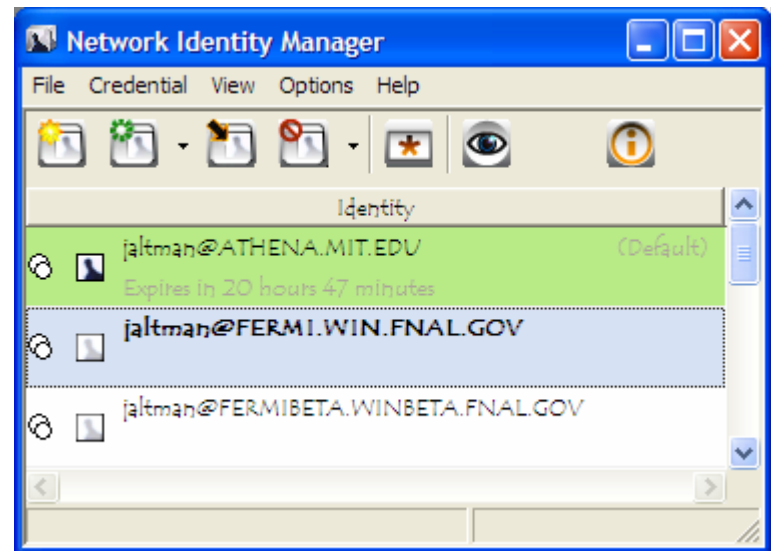 Network Identity Manager
File Credential View Options Help
Identity
jaltman@ATHENA.MIT.EDU (Default)
Expires in 20 hours 47 minutes
jaltman@FERMI.WIN.FNAL.GOV
jaltman@FERMIBETA.WINBETA.FNAL.GOV